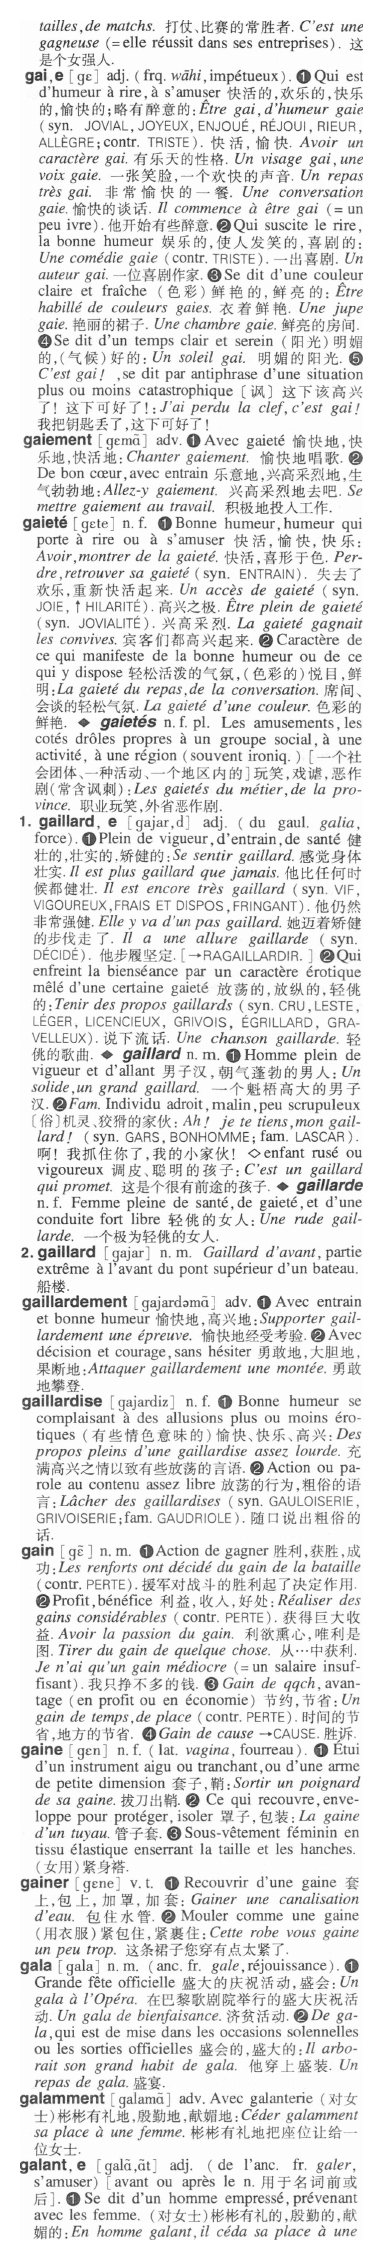 tailles, de matchs. 打仗、比赛的常胜者. C'est une
gagneuse (=elle réussit dans ses entreprises). 这
是个女强人.
gai, e [gɛ] adj. (frq. wāhi, impétueux). ❶ Qui est
d'humeur à rire, à s'amuser 快活的,欢乐的,快乐
的,愉快的;略有醉意的: Être gai, d'humeur gaie
(syn. JOVIAL, JOYEUX, ENJOUÉ, RÉJOUI, RIEUR,
ALLÈGRE; contr. TRISTE). 快活, 愉快. Avoir un
caractère gai. 有乐天的性格. Un visage gai, une
voix gaie. 一张笑脸,一个欢快的声音. Un repas
très gai. 非常愉快的一餐. Une conversation
gaie. 愉快的谈话. Il commence à être gai (= un
peu ivre). 他开始有些醉意. ❷ Qui suscite le rire,
la bonne humeur 娱乐的,使人发笑的,喜剧的:
Une comédie gaie (contr. TRISTE). 一出喜剧. Un
auteur gai. 一位喜剧作家. ❸ Se dit d'une couleur
claire et fraîche (色彩)鲜艳的,鲜亮的: Être
habillé de couleurs gaies. 衣着鲜艳. Une jupe
gaie. 艳丽的裙子. Une chambre gaie. 鲜亮的房间.
❹ Se dit d'un temps clair et serein (阳光)明媚
的,(气候)好的: Un soleil gai. 明媚的阳光. ❺
C'est gai! , se dit par antiphrase d'une situation
plus ou moins catastrophique [讽] 这下该高兴
了! 这下可好了!: J'ai perdu la clef, c'est gai!
我把钥匙丢了,这下可好了!
gaiement [gɛmɑ̃] adv. ❶ Avec gaieté 愉快地,快
乐地,快活地: Chanter gaiement. 愉快地唱歌. ❷
De bon cœur, avec entrain 乐意地,兴高采烈地,生
气勃勃地: Allez-y gaiement. 兴高采烈地去吧. Se
mettre gaiement au travail. 积极地投人工作.
gaieté [gɛte] n. f. ❶ Bonne humeur, humeur qui
porte à rire ou à s'amuser 快活, 愉快, 快乐:
Avoir, montrer de la gaieté. 快活,喜形于色. Per-
dre, retrouver sa gaieté (syn. ENTRAIN). 失去了
欢乐,重新快活起来. Un accès de gaieté (syn.
JOIE, ↑ HILARITÉ). 高兴之极. Être plein de gaieté
(syn. JOVIALITÉ). 兴高采烈. La gaieté gagnait
les convives. 宾客们都高兴起来. ❷ Caractère de
ce qui manifeste de la bonne humeur ou de ce
qui y dispose 轻松活泼的气氛,(色彩的)悦目,鲜
明: La gaieté du repas, de la conversation. 席间、
会谈的轻松气氛. La gaieté d'une couleur. 色彩的
鲜艳. ◆ gaietés n. f. pl. Les amusements, les
cotés drôles propres à un groupe social, à une
activité, à une région (souvent ironiq.) [一个社
会团体、一种活动、一个地区内的]玩笑,戏谑,恶作
剧(常含讽刺): Les gaietés du métier, de la pro-
vince. 职业玩笑,外省恶作剧.
1. gaillard, e [gajar, d] adj. (du gaul. galia,
force). ❶ Plein de vigueur, d'entrain, de santé 健
壮的,壮实的,矫健的: Se sentir gaillard. 感觉身体
壮实. Il est plus gaillard que jamais. 他比任何时
候都健壮. Il est encore très gaillard (syn. VIF,
VIGOUREUX, FRAIS ET DISPOS, FRINGANT). 他仍然
非常强健. Elle y va d'un pas gaillard. 她迈着矫健
的步伐走了. Il a une allure gaillarde (syn.
DÉCIDÉ). 他步履坚定. [→RAGAILLARDIR.] ❷ Qui
enfreint la bienséance par un caractère érotique
mêlé d'une certaine gaieté 放荡的, 放纵的, 轻佻
的: Tenir des propos gaillards (syn. CRU, LESTE,
LÉGER, LICENCIEUX, GRIVOIS, ÉGRILLARD, GRA-
VELLEUX). 说下流话. Une chanson gaillarde. 轻
佻的歌曲. ◆ gaillard n. m. ❶ Homme plein de
vigueur et d'allant 男子汉, 朝气蓬勃的男人: Un
solide, un grand gaillard. 一个魁梧高大的男子
汉. ❷ Fam. Individu adroit, malin, peu scrupuleux
[俗]机灵、狡猾的家伙: Ah! je te tiens, mon gail-
lard! (syn. GARS, BONHOMME; fam. LASCAR).
啊! 我抓住你了,我的小家伙! ◇ enfant rusé ou
vigoureux 调皮、聪明的孩子: C'est un gaillard
qui promet. 这是个很有前途的孩子. ◆ gaillarde
n. f. Femme pleine de santé, de gaieté, et d'une
conduite fort libre 轻佻的女人: Une rude gail-
larde. 一个极为轻佻的女人.
2. gaillard [gajar] n. m. Gaillard d'avant, partie
extrême à l'avant du pont supérieur d'un bateau.
船楼.
gaillardement [gajardəmɑ̃] adv. ❶ Avec entrain
et bonne humeur 愉快地,高兴地: Supporter gail-
lardement une épreuve. 愉快地经受考验. ❷ Avec
décision et courage, sans hésiter 勇敢地,大胆地,
果断地: Attaquer gaillardement une montée. 勇敢
地攀登.
gaillardise [gajardiz] n. f. ❶ Bonne humeur se
complaisant à des allusions plus ou moins éro-
tiques (有些情色意味的) 愉快、快乐、高兴: Des
propos pleins d'une gaillardise assez lourde. 充
满高兴之情以致有些放荡的言语. ❷ Action ou pa-
role au contenu assez libre 放荡的行为,粗俗的语
言: Lâcher des gaillardises (syn. GAULOISERIE,
GRIVOISERIE; fam. GAUDRIOLE). 随口说出粗俗的
话.
gain [gɛ̃] n. m. ❶ Action de gagner 胜利,获胜,成
功: Les renforts ont décidé du gain de la bataille
(contr. PERTE). 援军对战斗的胜利起了决定作用.
❷ Profit, bénéfice 利益, 收入, 好处: Réaliser des
gains considérables (contr. PERTE). 获得巨大收
益. Avoir la passion du gain. 利欲熏心,唯利是
图. Tirer du gain de quelque chose. 从…中获利.
Je n'ai qu'un gain médiocre (= un salaire insuf-
fisant). 我只挣不多的钱. ❸ Gain de qqch, avan-
tage (en profit ou en économie) 节约,节省: Un
gain de temps, de place (contr. PERTE). 时间的节
省,地方的节省. ❹ Gain de cause →CAUSE. 胜诉.
gaine [gɛn] n. f. (lat. vagina, fourreau). ❶ Étui
d'un instrument aigu ou tranchant, ou d'une arme
de petite dimension 套子,鞘: Sortir un poignard
de sa gaine. 拔刀出鞘. ❷ Ce qui recouvre, enve-
loppe pour protéger, isoler 罩子, 包装: La gaine
d'un tuyau. 管子套. ❸ Sous-vêtement féminin en
tissu élastique enserrant la taille et les hanches.
(女用)紧身褡.
gainer [gɛne] v. t. ❶ Recouvrir d'une gaine 套
上, 包上, 加罩, 加套: Gainer une canalisation
d'eau. 包住水管. ❷ Mouler comme une gaine
(用衣服)紧包住,紧裹住: Cette robe vous gaine
un peu trop. 这条裙子您穿有点太紧了.
gala [gala] n. m. (anc. fr. gale, réjouissance). ❶
Grande fête officielle 盛大的庆祝活动,盛会: Un
gala à l'Opéra. 在巴黎歌剧院举行的盛大庆祝活
动. Un gala de bienfaisance. 济贫活动. ❷ De ga-
la, qui est de mise dans les occasions solennelles
ou les sorties officielles 盛会的,盛大的: Il arbo-
rait son grand habit de gala. 他穿上盛装. Un
repas de gala. 盛宴.
galamment [galamɑ̃] adv. Avec galanterie (对女
士)彬彬有礼地,殷勤地,献媚地: Céder galamment
sa place à une femme. 彬彬有礼地把座位让给一
位女士.
galant, e [galɑ̃, ɑ̃t] adj. (de l'anc. fr. galer,
s'amuser) [avant ou après le n. 用于名词前或
后]. ❶ Se dit d'un homme empressé, prévenant
avec les femme. (对女士)彬彬有礼的,殷勤的,献
媚的: En homme galant, il céda sa place à une